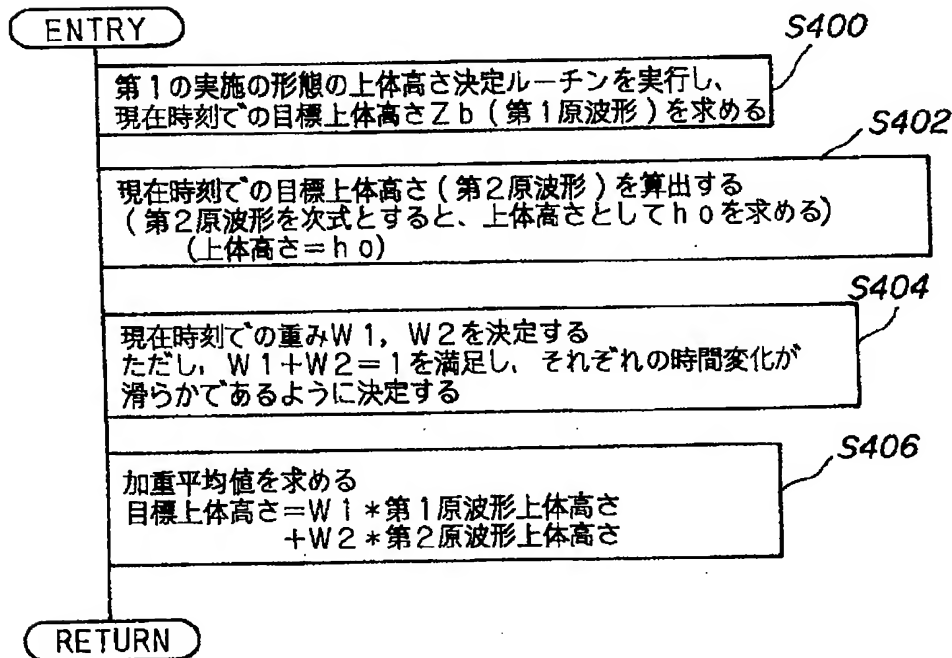 ENTRY
S400
第1の実施の形態の上体高さ決定ルーチンを実行し、
現在時刻での目標上体高さZb(第1原波形)を求める
S402
現在時刻での目標上体高さ(第2原波形)を算出する
(第2原波形を次式とすると、上体高さとしてhoを求める)
(上体高さ=ho)
S404
現在時刻での重みW1,W2を決定する
ただし、W1+W2=1を満足し、それぞれの時間変化が
滑らかであるように決定する
S406
加重平均値を求める
目標上体高さ=W1*第1原波形上体高さ
+W2*第2原波形上体高さ
RETURN